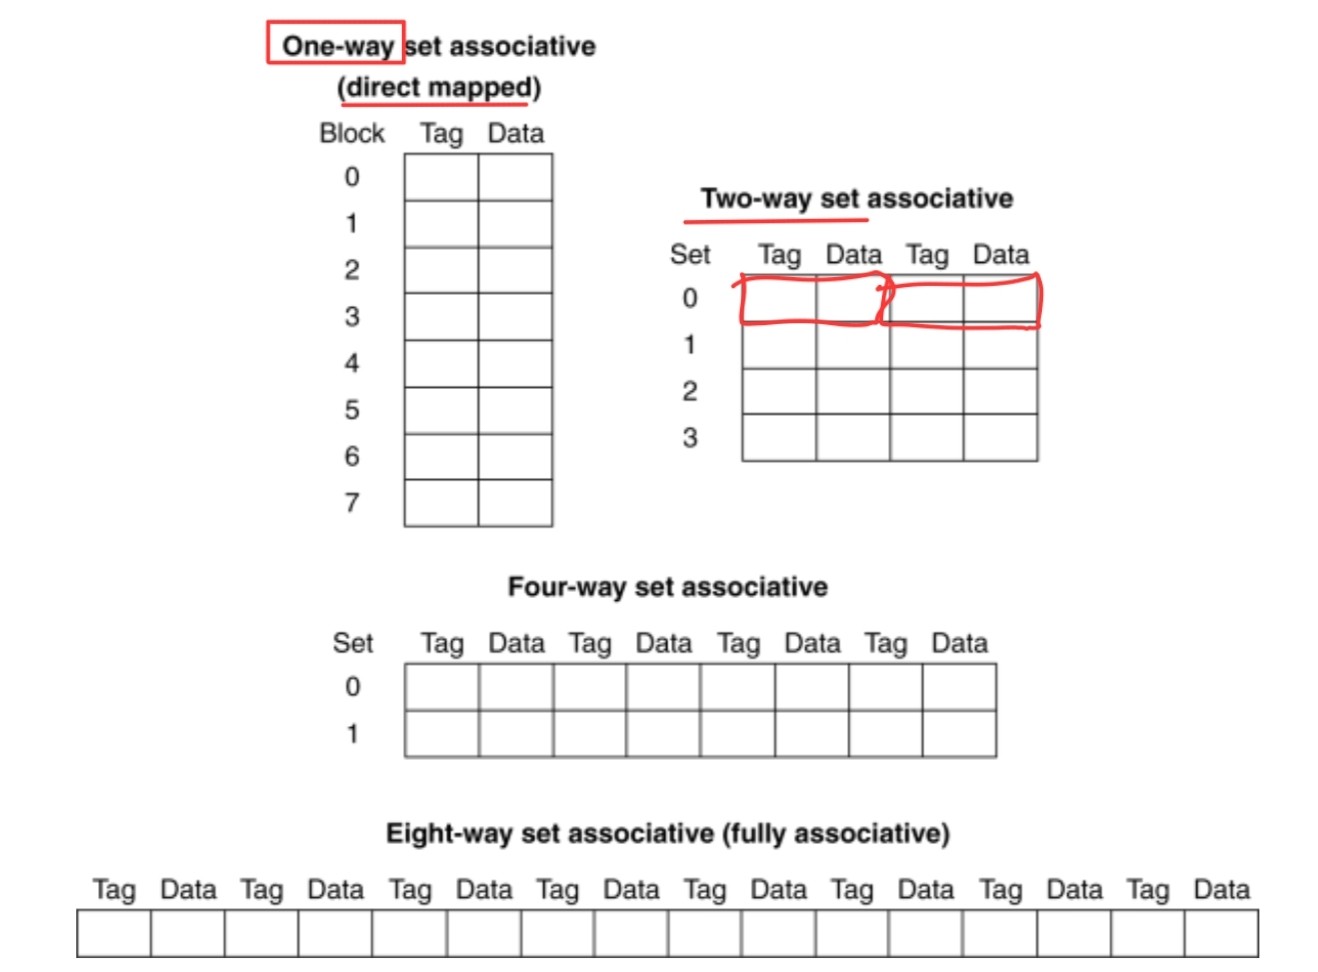 One-way set associative
(direct mapped)
Block Tag Data
0
1
2
3
4
5
6
7
Two-way set associative
Set Tag Data Tag Data
0
1
2
3
Four-way set associative
Set Tag Data Tag Data Tag Data Tag Data
0
1
Eight-way set associative (fully associative)
Tag Data Tag Data Tag Data Tag Data Tag Data Tag Data Tag Data Tag Data